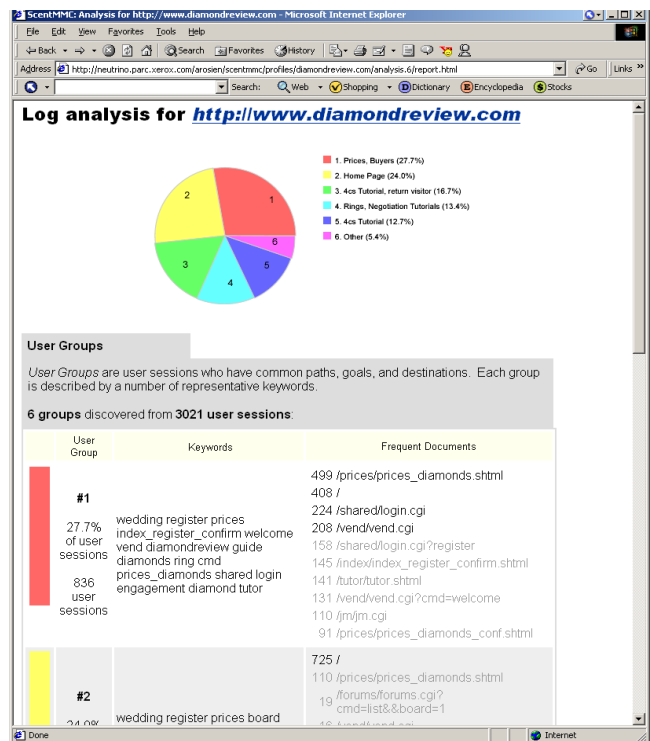 ScentMMC: Analysis for http://www.diamondreview.com - Microsoft Internet Explorer
File Edit View Favorites Tools Help
Back Search Favorites History
Address http://neutrino.parc.xerox.com/arosien/scentmmc/profiles/diamondreview.com/analysis.6/report.html Go Links »
Search: Web Shopping Dictionary Encyclopedia Stocks
Log analysis for http://www.diamondreview.com
1. Prices, Buyers (27.7%)
2. Home Page (24.0%)
3. 4cs Tutorial, return visitor (16.7%)
4. Rings, Negotiation Tutorials (13.4%)
5. 4cs Tutorial (12.7%)
6. Other (5.4%)
1
2
3
4
5
6
User Groups
User Groups are user sessions who have common paths, goals, and destinations. Each group
is described by a number of representative keywords.
6 groups discovered from 3021 user sessions:
User
Group
Keywords
Frequent Documents
#1
27.7%
of user
sessions
836
user
sessions
wedding register prices
index_register_confirm welcome
vend diamondreview guide
diamonds ring cmd
prices_diamonds shared login
engagement diamond tutor
499 /prices/prices_diamonds.shtml
408 /
224 /shared/login.cgi
208 /vend/vend.cgi
158 /shared/login.cgi?register
145 /index/index_register_confirm.shtml
141 /tutor/tutor.shtml
131 /vend/vend.cgi?cmd=welcome
110 /jm/jm.cgi
91 /prices/prices_diamonds_conf.shtml
#2
24.0%
wedding register prices board
725 /
110 /prices/prices_diamonds.shtml
19 /forums/forums.cgi?
cmd=list&&board=1
Done Internet